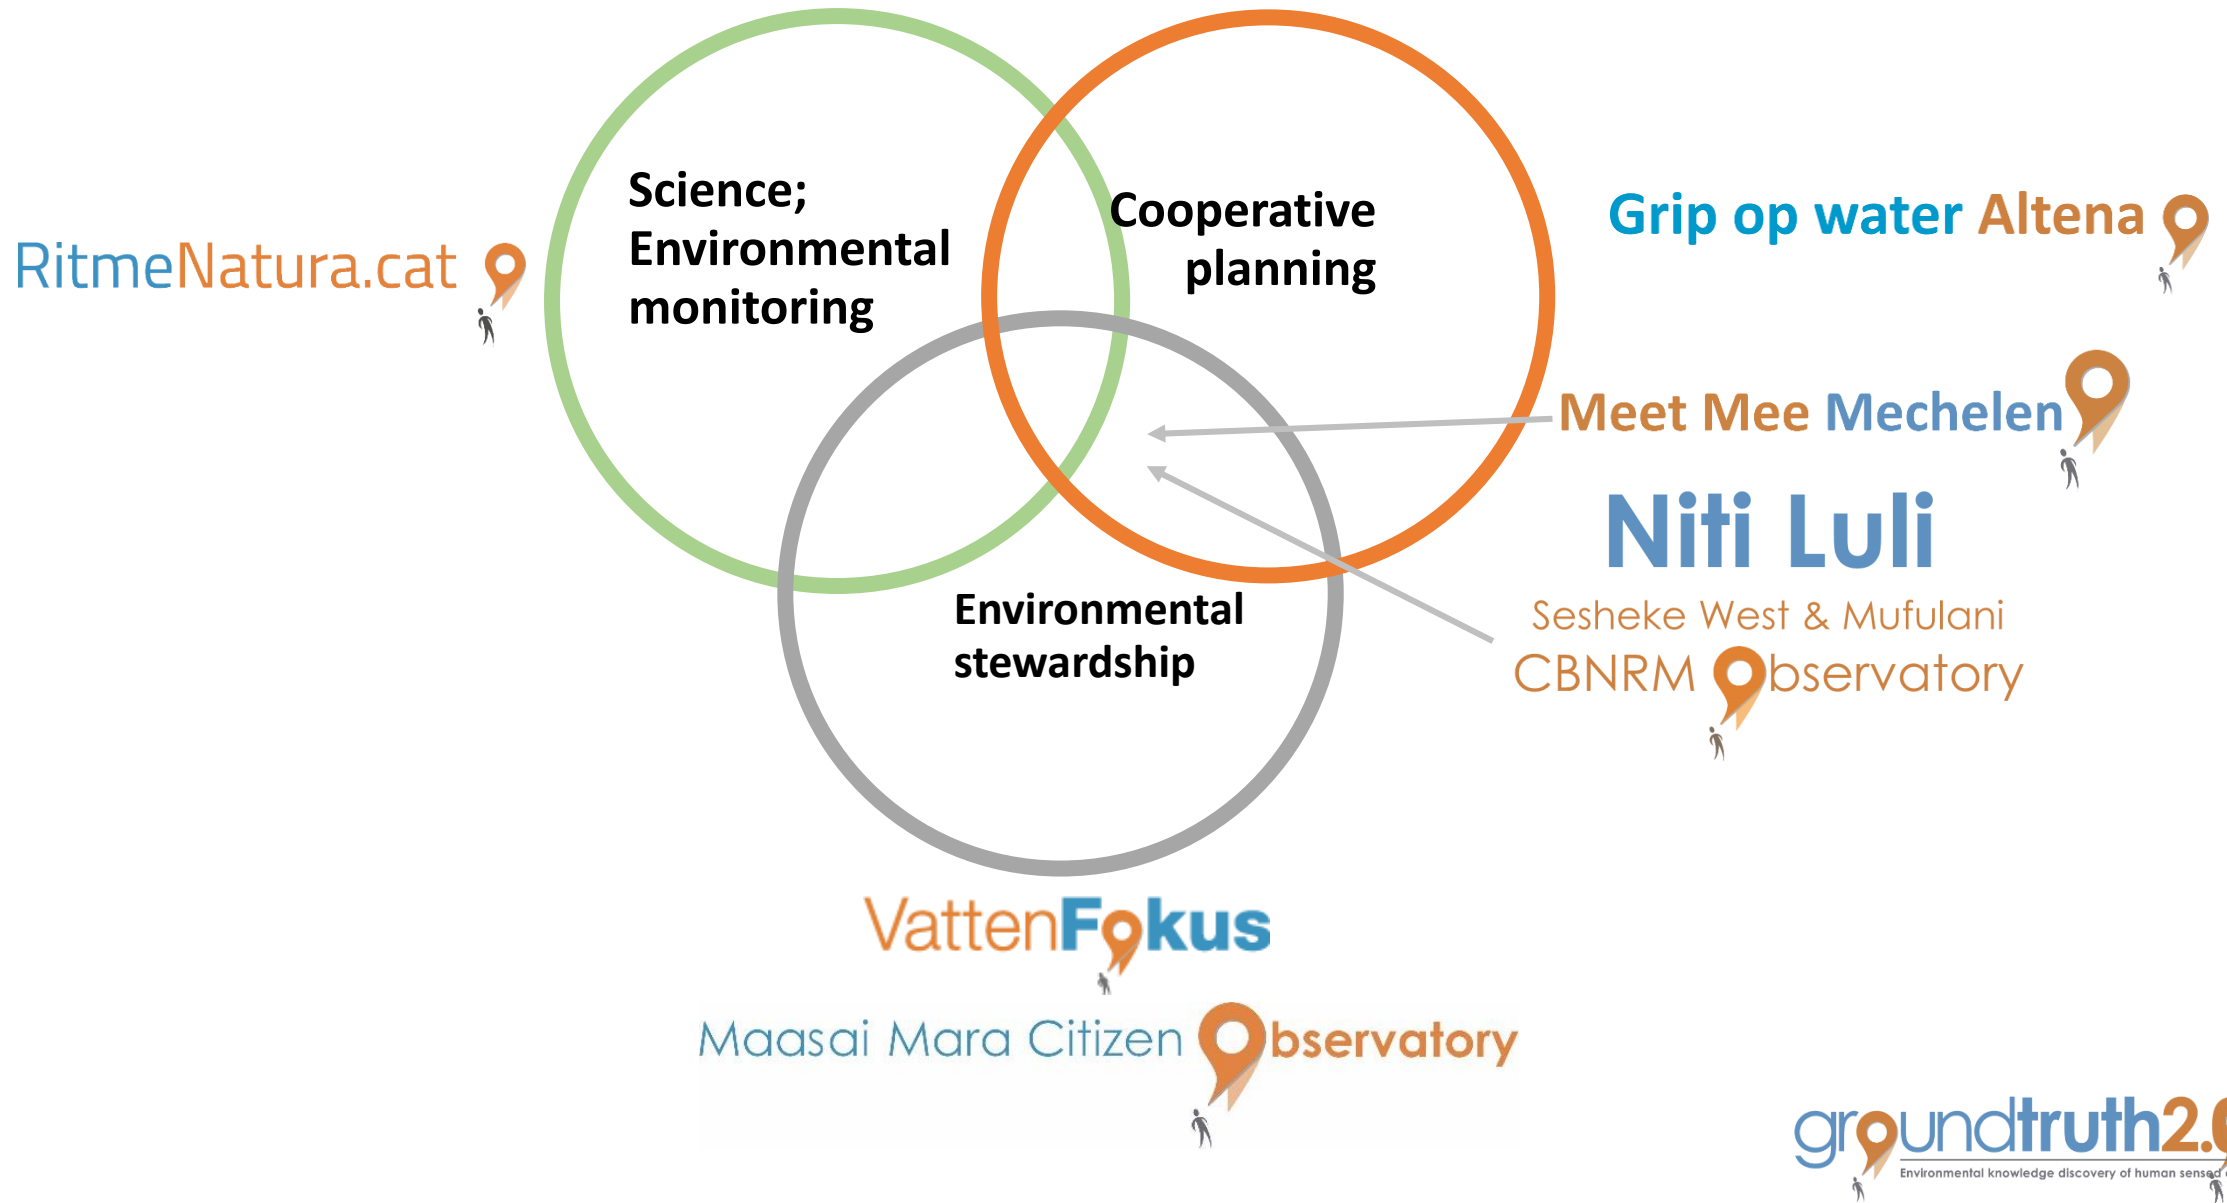 Science;
Environmental
monitoring
Cooperative
planning
Environmental
stewardship
RitmeNatura.cat
Grip op water Altena
Meet Mee Mechelen
Niti Luli
Sesheke West & Mufulani
CBNRM Observatory
VattenFokus
Maasai Mara Citizen Observatory
groundtruth2.0
Environmental knowledge discovery of human sensed